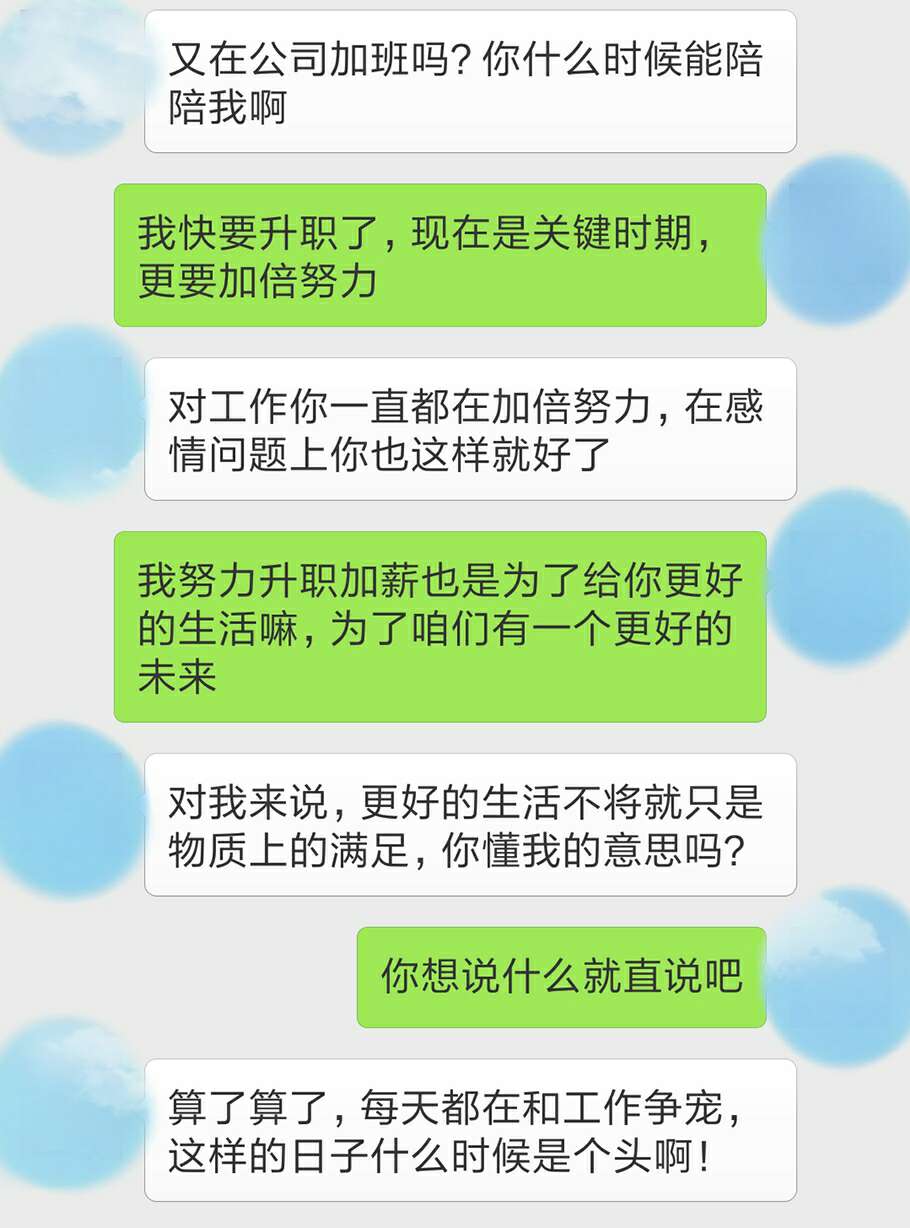 又在公司加班吗？你什么时候能陪
陪我啊
我快要升职了，现在是关键时期，
更要加倍努力
对工作你一直都在加倍努力，在感
情问题上你也这样就好了
我努力升职加薪也是为了给你更好
的生活嘛，为了咱们有一个更好的
未来
对我来说，更好的生活不将就只是
物质上的满足，你懂我的意思吗？
你想说什么就直说吧
算了算了，每天都在和工作争宠，
这样的日子什么时候是个头啊！